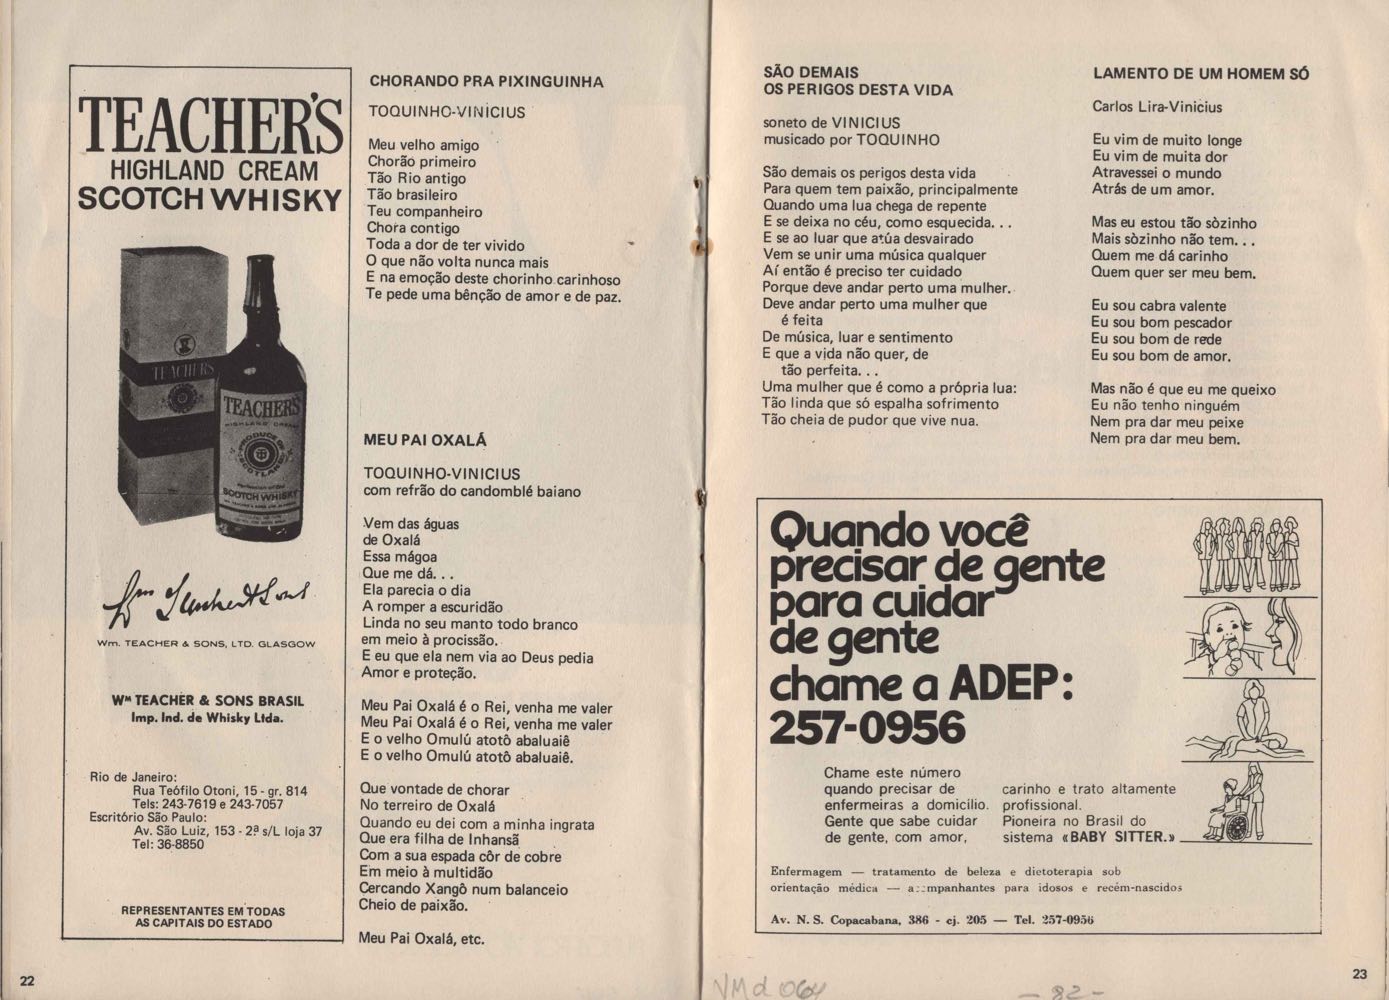 TEACHER'S
HIGHLAND CREAM
SCOTCH WHISKY
TEACHERS
TEACHER'S
HIGHLAND CREAM
PRODUCE OF
SCOTLAND
SCOTCH WHISKY
Wm Teacher & Sons
Wm. TEACHER & SONS, LTD. GLASGOW
WM TEACHER & SONS BRASIL
Imp. Ind. de Whisky Ltda.
Rio de Janeiro:
Rua Teófilo Otoni, 15 - gr. 814
Tels: 243-7619 e 243-7057
Escritório São Paulo:
Av. São Luiz, 153 - 2ª s/L loja 37
Tel: 36-8850
REPRESENTANTES EM TODAS
AS CAPITAIS DO ESTADO
22
CHORANDO PRA PIXINGUINHA
TOQUINHO-VINICIUS
Meu velho amigo
Chorão primeiro
Tão Rio antigo
Tão brasileiro
Teu companheiro
Chora contigo
Toda a dor de ter vivido
O que não volta nunca mais
E na emoção deste chorinho carinhoso
Te pede uma bênção de amor e de paz.
MEU PAI OXALÁ
TOQUINHO-VINICIUS
com refrão do candomblé baiano
Vem das águas
de Oxalá
Essa mágoa
Que me dá. . .
Ela parecia o dia
A romper a escuridão
Linda no seu manto todo branco
em meio à procissão.
E eu que ela nem via ao Deus pedia
Amor e proteção.
Meu Pai Oxalá é o Rei, venha me valer
Meu Pai Oxalá é o Rei, venha me valer
E o velho Omulú atotô abaluaiê
E o velho Omulú atotô abaluaiê.
Que vontade de chorar
No terreiro de Oxalá
Quando eu dei com a minha ingrata
Que era filha de Inhansã
Com a sua espada côr de cobre
Em meio à multidão
Cercando Xangô num balanceio
Cheio de paixão.
Meu Pai Oxalá, etc.
SÃO DEMAIS
OS PERIGOS DESTA VIDA
soneto de VINICIUS
musicado por TOQUINHO
São demais os perigos desta vida
Para quem tem paixão, principalmente
Quando uma lua chega de repente
E se deixa no céu, como esquecida. . .
E se ao luar que atúa desvairado
Vem se unir uma música qualquer
Aí então é preciso ter cuidado
Porque deve andar perto uma mulher.
Deve andar perto uma mulher que
é feita
De música, luar e sentimento
E que a vida não quer, de
tão perfeita. . .
Uma mulher que é como a própria lua:
Tão linda que só espalha sofrimento
Tão cheia de pudor que vive nua.
LAMENTO DE UM HOMEM SÓ
Carlos Lira-Vinicius
Eu vim de muito longe
Eu vim de muita dor
Atravessei o mundo
Atrás de um amor.
Mas eu estou tão sòzinho
Mais sòzinho não tem. . .
Quem me dá carinho
Quem quer ser meu bem.
Eu sou cabra valente
Eu sou bom pescador
Eu sou bom de rede
Eu sou bom de amor.
Mas não é que eu me queixo
Eu não tenho ninguém
Nem pra dar meu peixe
Nem pra dar meu bem.
Quando você
precisar de gente
para cuidar
de gente
chame a ADEP:
257-0956
Chame este número
quando precisar de
enfermeiras a domicílio.
Gente que sabe cuidar
de gente, com amor,
carinho e trato altamente
profissional.
Pioneira no Brasil do
sistema «BABY SITTER.»
Enfermagem — tratamento de beleza e dietoterapia sob
orientação médica — acompanhantes para idosos e recém-nascidos
Av. N. S. Copacabana, 386 - cj. 205 — Tel. 257-0956
23
VMd 064
- 82 -